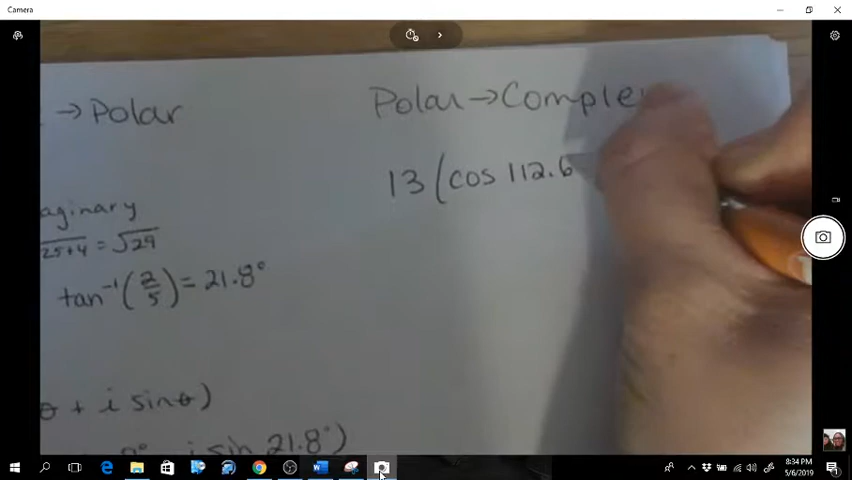 Camera
→ Polar
Polar → Comple
13 (cos 112.6
aginary
25+4 = √29
tan⁻¹(2/5) = 21.8°
θ + i sinθ)
i sin 21.8°)
8:34 PM
5/6/2019